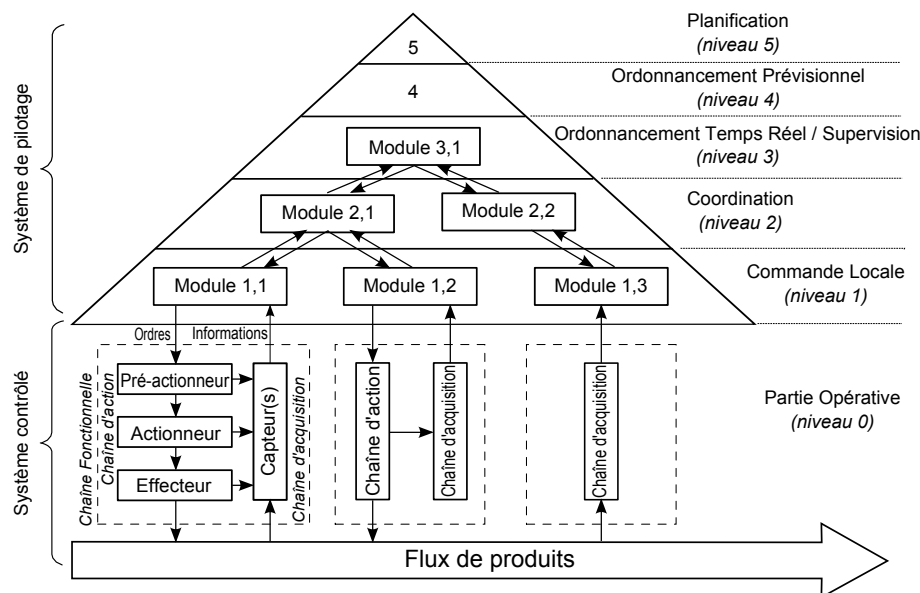 Planification
(niveau 5)
5
Ordonnancement Prévisionnel
(niveau 4)
4
Ordonnancement Temps Réel / Supervision
(niveau 3)
Module 3,1
Système de pilotage
Coordination
(niveau 2)
Module 2,1
Module 2,2
Commande Locale
(niveau 1)
Module 1,1
Module 1,2
Module 1,3
Ordres
Informations
Système contrôlé
Chaîne Fonctionnelle
Chaîne d'action
Pré-actionneur
Actionneur
Effecteur
Capteur(s)
Chaîne d'acquisition
Chaîne d'action
Chaîne d'acquisition
Chaîne d'acquisition
Partie Opérative
(niveau 0)
Flux de produits